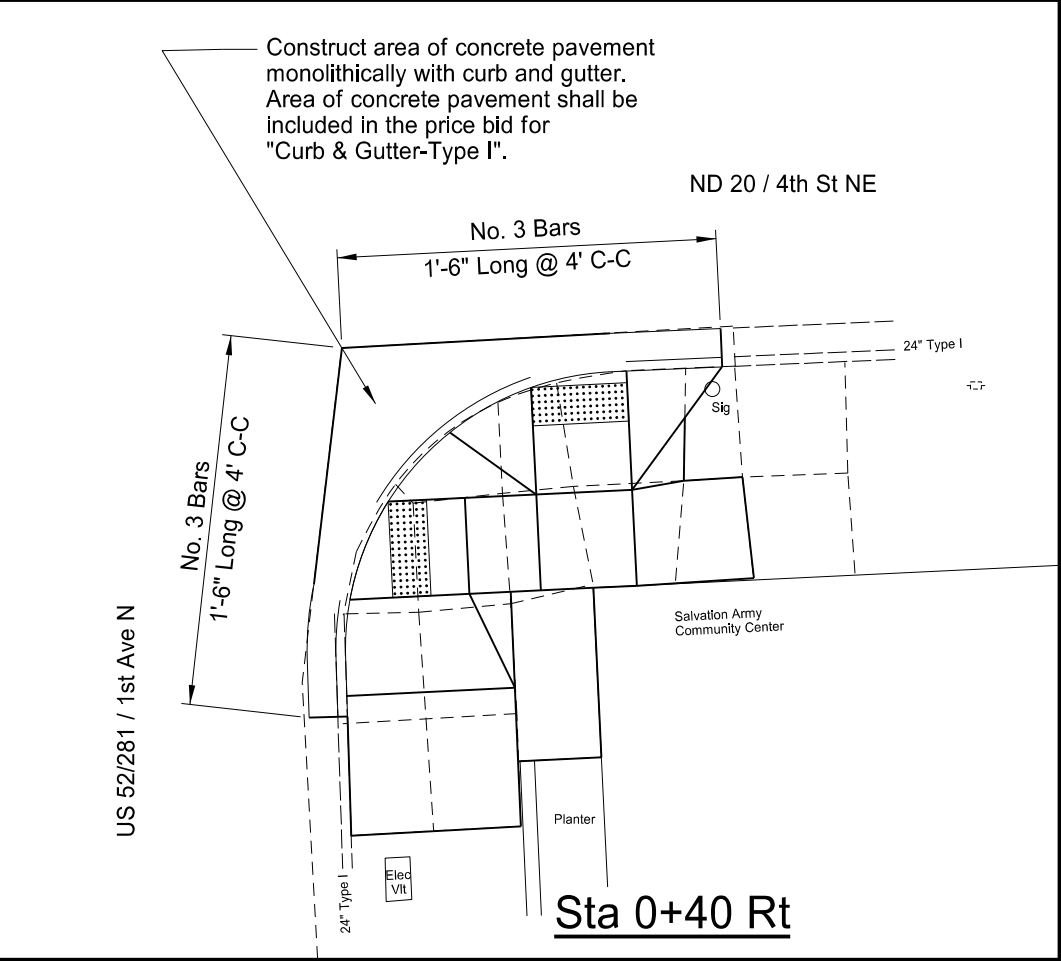 Construct area of concrete pavement
monolithically with curb and gutter.
Area of concrete pavement shall be
included in the price bid for
"Curb & Gutter-Type I".
ND 20 / 4th St NE
No. 3 Bars
1'-6" Long @ 4' C-C
24" Type I
Sig
No. 3 Bars
1'-6" Long @ 4' C-C
Salvation Army
Community Center
US 52/281 / 1st Ave N
Planter
Elec
Vlt
24" Type I
Sta 0+40 Rt